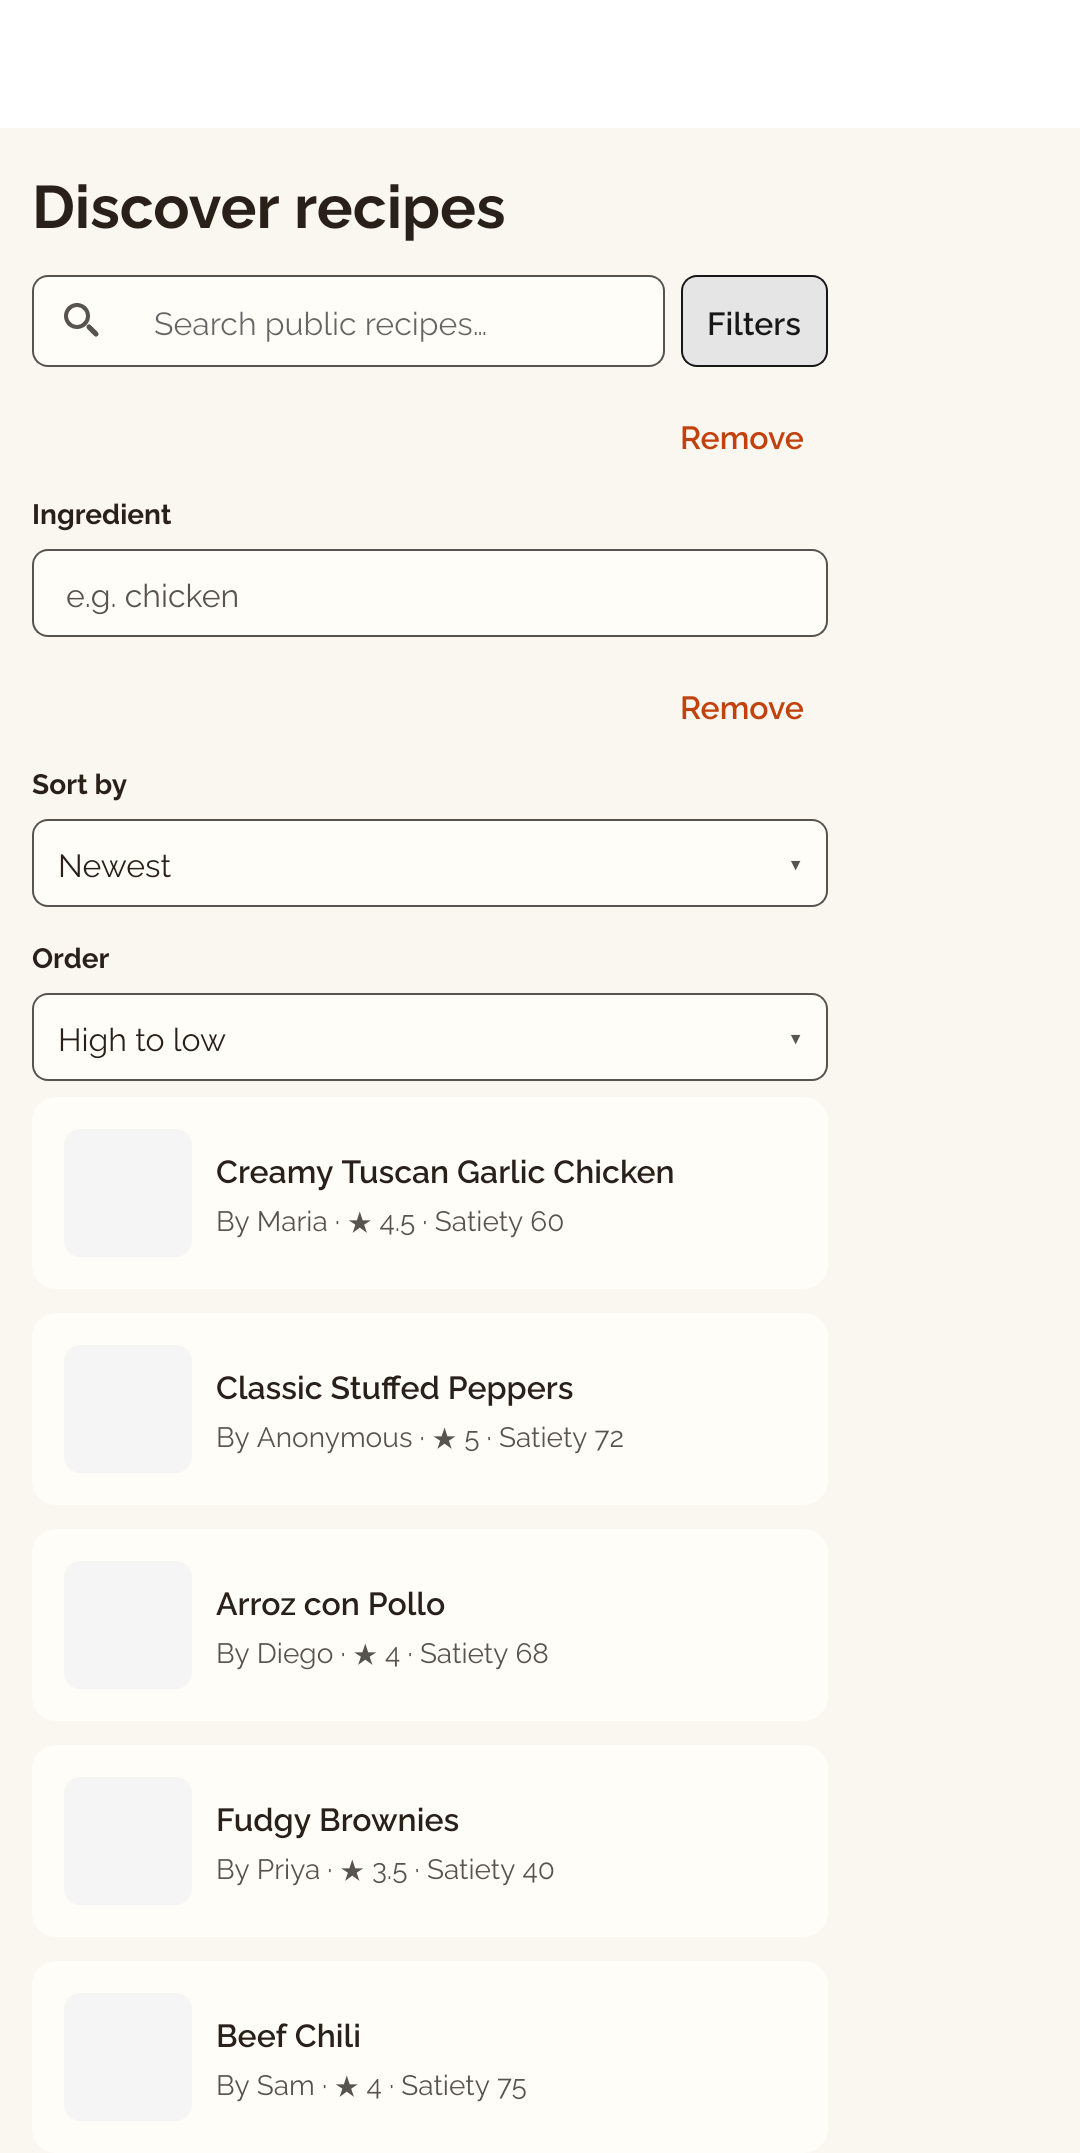 Discover recipes
Search public recipes...
Filters
Remove
Ingredient
e.g. chicken
Remove
Sort by
Newest
Order
High to low
Creamy Tuscan Garlic Chicken
By Maria · ★ 4.5 · Satiety 60
Classic Stuffed Peppers
By Anonymous · ★ 5 · Satiety 72
Arroz con Pollo
By Diego · ★ 4 · Satiety 68
Fudgy Brownies
By Priya · ★ 3.5 · Satiety 40
Beef Chili
By Sam · ★ 4 · Satiety 75